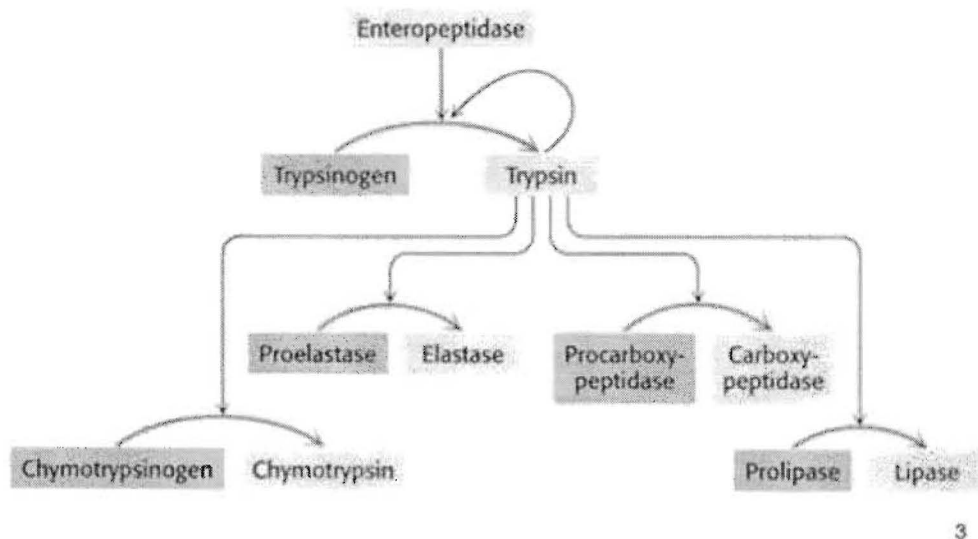 Enteropeptidase
Trypsinogen
Trypsin
Proelastase
Elastase
Procarboxy-
peptidase
Carboxy-
peptidase
Chymotrypsinogen
Chymotrypsin
Prolipase
Lipase
3